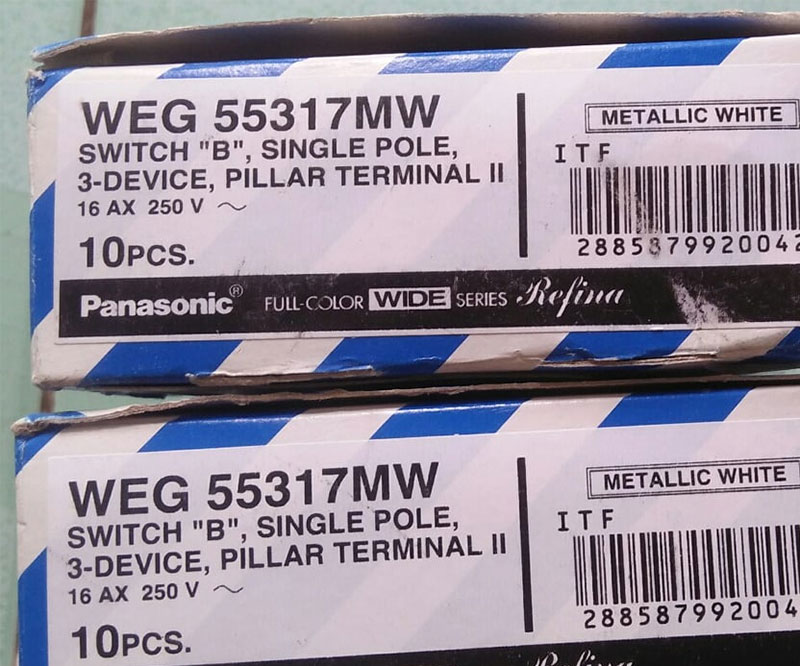 WEG 55317MW
SWITCH "B", SINGLE POLE,
3-DEVICE, PILLAR TERMINAL II
16 AX 250 V ～
10PCS.
METALLIC WHITE
ITF
Panasonic® FULL-COLOR WIDE SERIES Refina
WEG 55317MW
SWITCH "B", SINGLE POLE,
3-DEVICE, PILLAR TERMINAL II
16 AX 250 V ～
10PCS.
METALLIC WHITE
ITF
288587992004
Refina